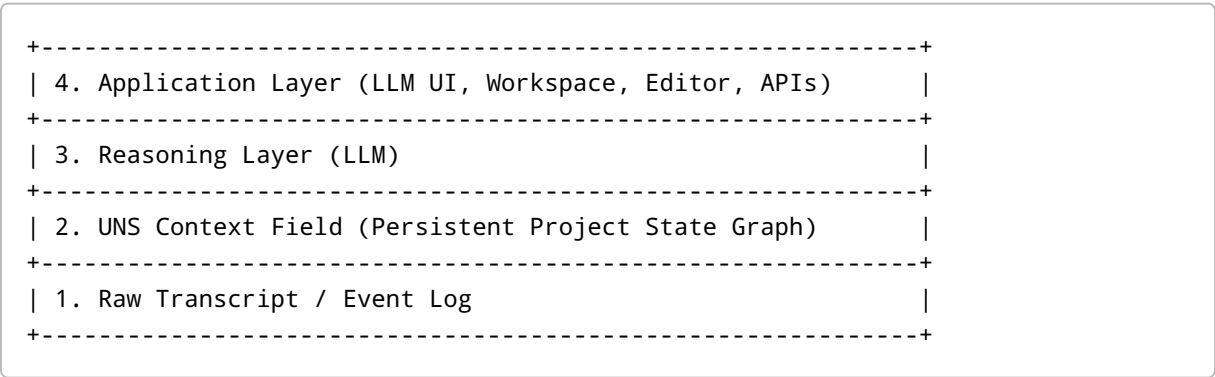 +-------------------------------------------------------------+
| 4. Application Layer (LLM UI, Workspace, Editor, APIs)      |
+-------------------------------------------------------------+
| 3. Reasoning Layer (LLM)                                    |
+-------------------------------------------------------------+
| 2. UNS Context Field (Persistent Project State Graph)       |
+-------------------------------------------------------------+
| 1. Raw Transcript / Event Log                               |
+-------------------------------------------------------------+